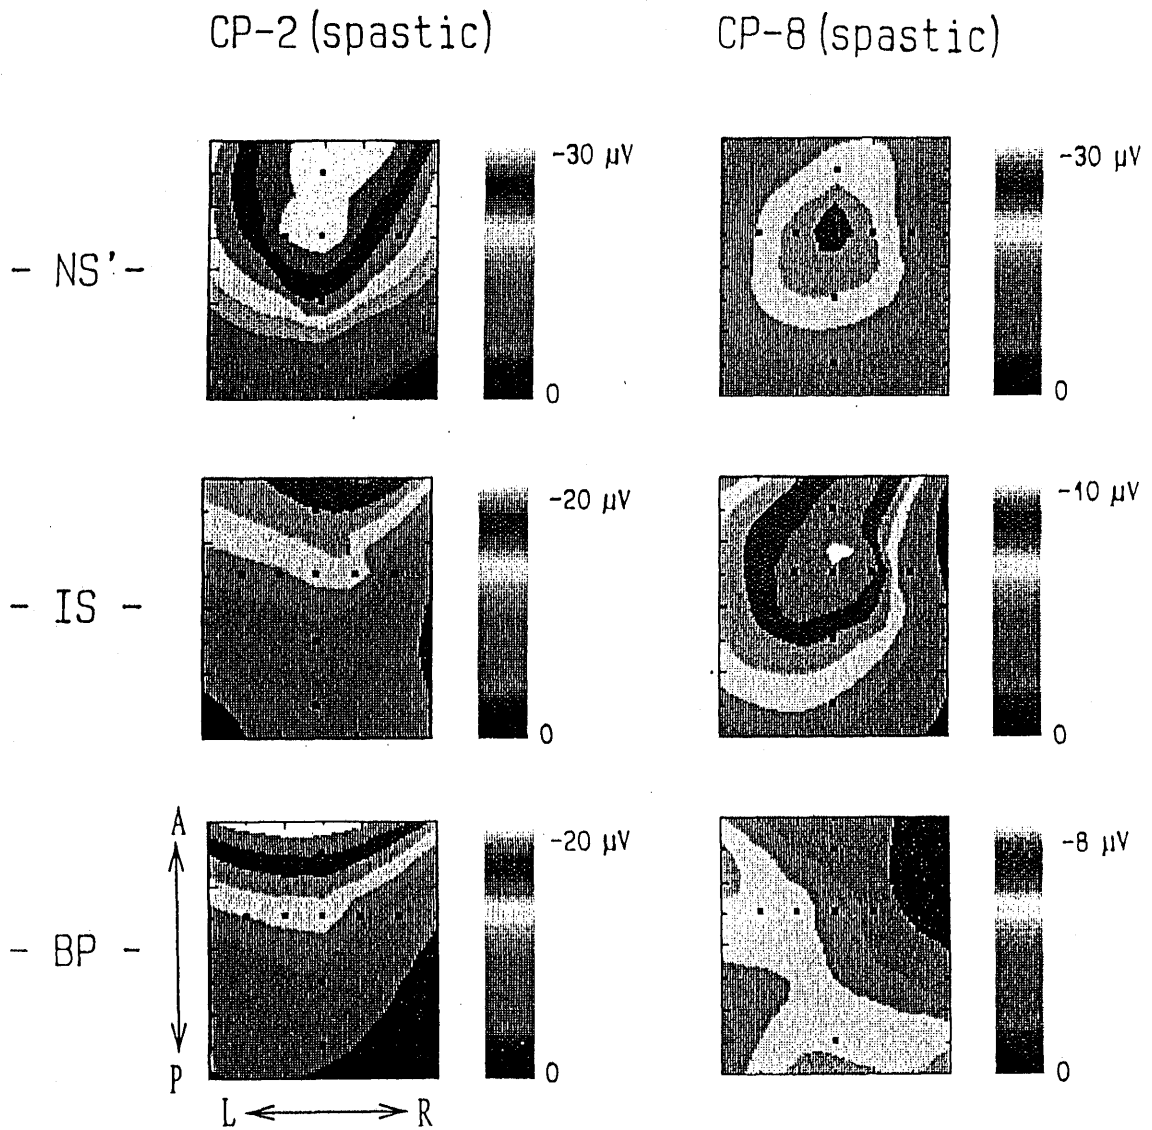 CP-2 (spastic) CP-8 (spastic)
-30 µV -30 µV
- NS' -
0 0
-20 µV -10 µV
- IS -
0 0
A -20 µV -8 µV
- BP -
P 0 0
L R